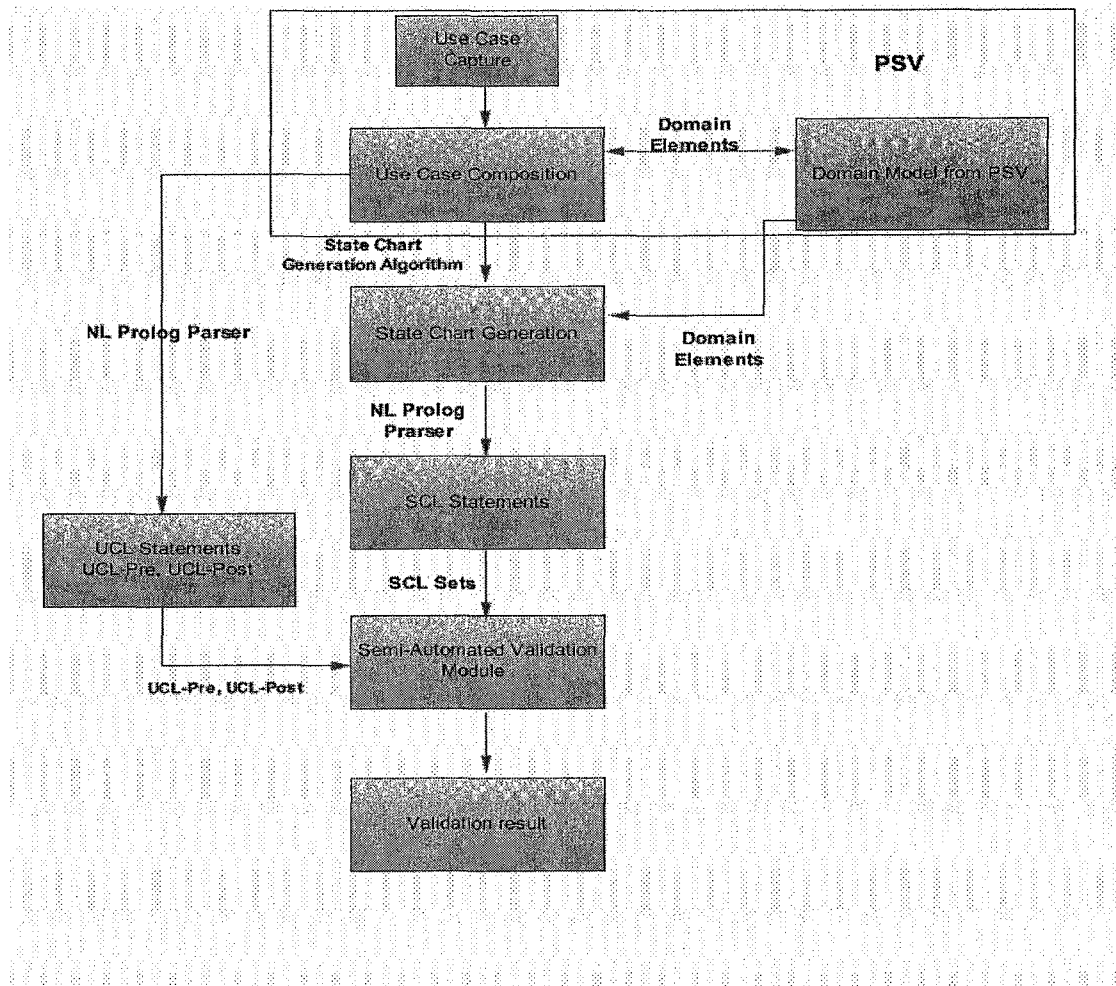 Use Case
Capture
PSV
Domain
Elements
Use Case Composition
Domain Model from PSV
State Chart
Generation Algorithm
NL Prolog Parser
State Chart Generation
Domain
Elements
NL Prolog
Prarser
SCL Statements
UCL Statements
UCL-Pre, UCL-Post
SCL Sets
Semi-Automated Validation
Module
UCL-Pre, UCL-Post
Validation result